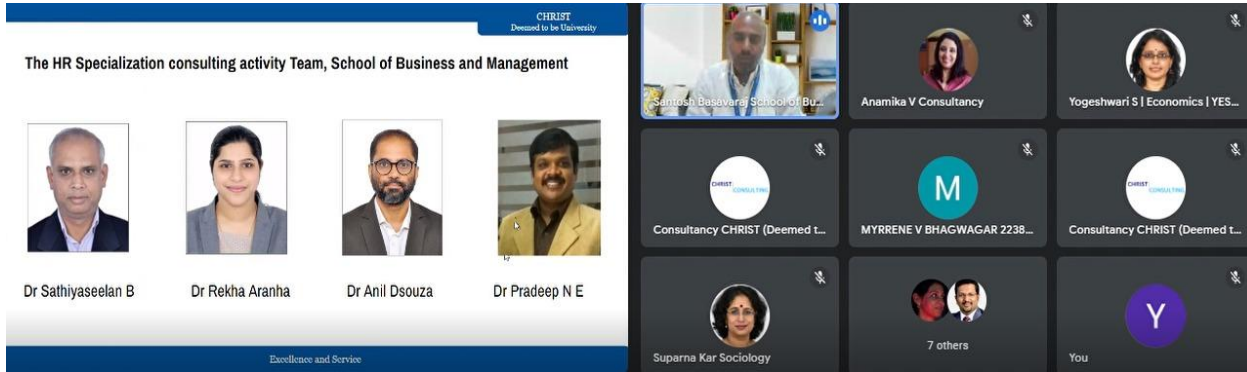 CHRIST
Deemed to be University
The HR Specialization consulting activity Team, School of Business and Management
Dr Sathiyaseelan B
Dr Rekha Aranha
Dr Anil Dsouza
Dr Pradeep N E
Excellence and Service
Santosh Basavaraj School of Bu...
Anamika V Consultancy
Yogeshwari S | Economics | YES...
CHRIST
CONSULTING
Consultancy CHRIST (Deemed t...
M
MYRRENE V BHAGWAGAR 2238...
CHRIST
CONSULTING
Consultancy CHRIST (Deemed t...
Suparna Kar Sociology
7 others
Y
You